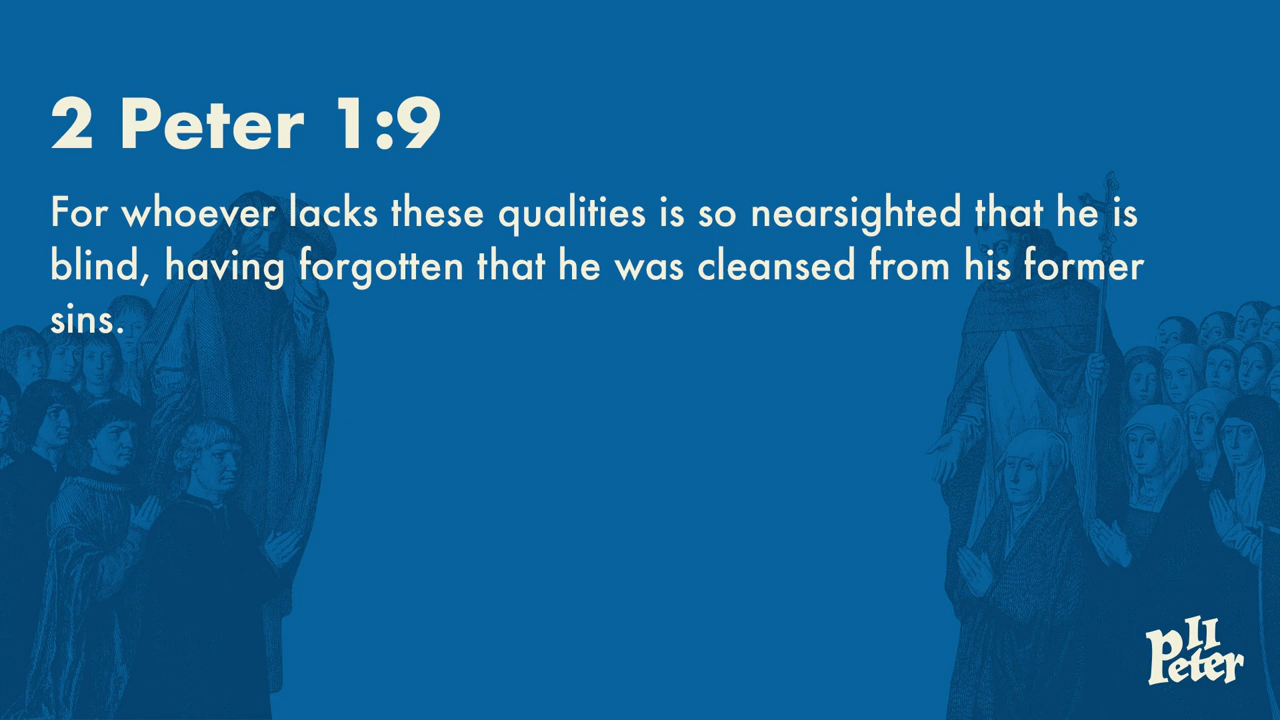 2 Peter 1:9
For whoever lacks these qualities is so nearsighted that he is
blind, having forgotten that he was cleansed from his former
sins.
II
Peter